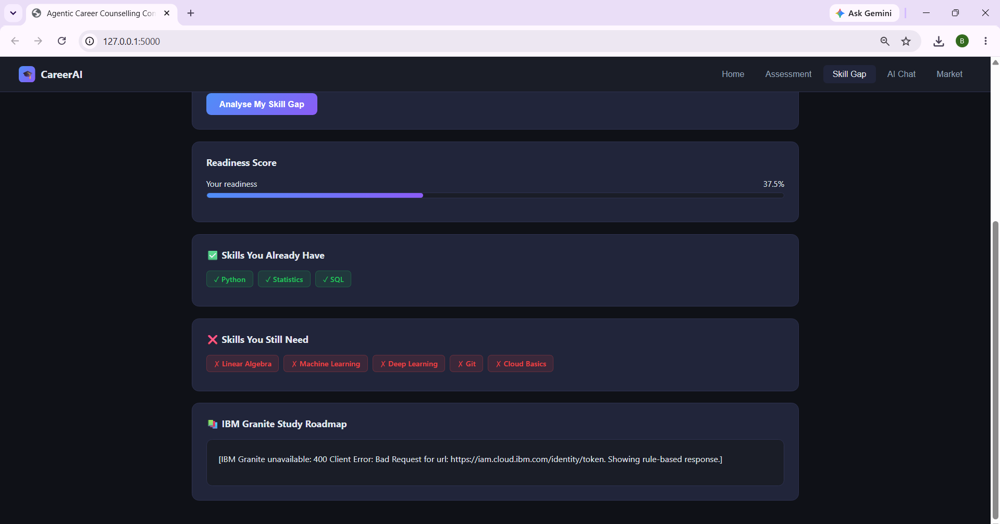 Agentic Career Counselling Con
Ask Gemini
127.0.0.1:5000
B
CareerAI
Home
Assessment
Skill Gap
AI Chat
Market
Analyse My Skill Gap
Readiness Score
Your readiness
37.5%
✅ Skills You Already Have
✓ Python
✓ Statistics
✓ SQL
❌ Skills You Still Need
✗ Linear Algebra
✗ Machine Learning
✗ Deep Learning
✗ Git
✗ Cloud Basics
📚 IBM Granite Study Roadmap
[IBM Granite unavailable: 400 Client Error: Bad Request for url: https://iam.cloud.ibm.com/identity/token. Showing rule-based response.]